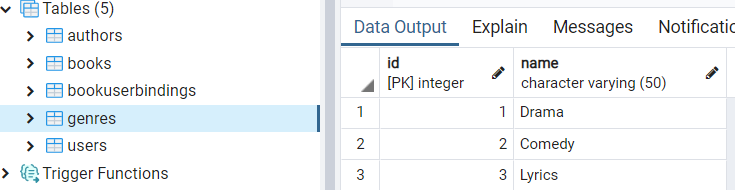 Tables (5)
authors
books
bookuserbindings
genres
users
Trigger Functions
Data Output Explain Messages Notificatio
id name
[PK] integer character varying (50)
1 1 Drama
2 2 Comedy
3 3 Lyrics